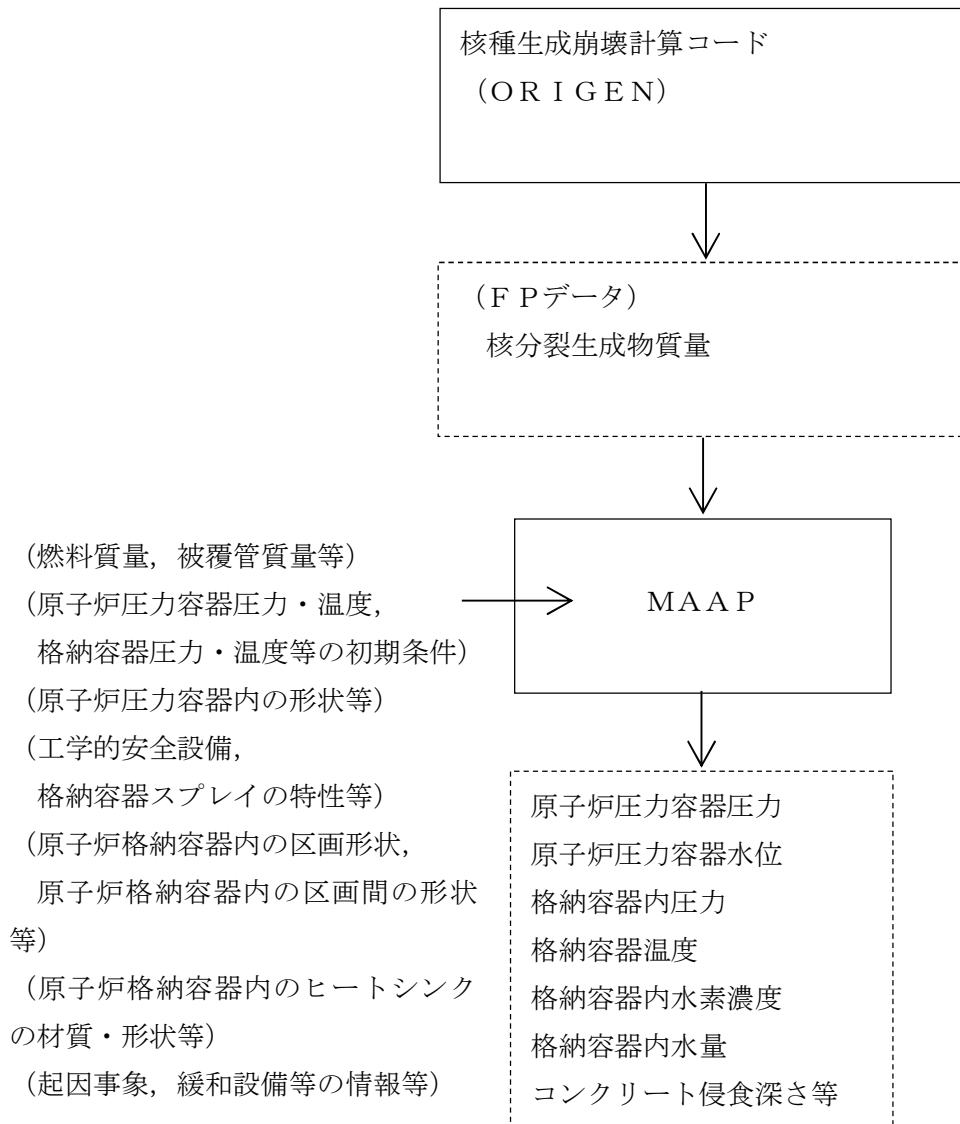 核種生成崩壊計算コード
（ＯＲＩＧＥＮ）
（ＦＰデータ）
核分裂生成物質量
（燃料質量，被覆管質量等）
（原子炉圧力容器圧力・温度，
格納容器圧力・温度等の初期条件）
（原子炉圧力容器内の形状等）
（工学的安全設備，
格納容器スプレイの特性等）
（原子炉格納容器内の区画形状，
原子炉格納容器内の区画間の形状
等）
（原子炉格納容器内のヒートシンク
の材質・形状等）
（起因事象，緩和設備等の情報等）
ＭＡＡＰ
原子炉圧力容器圧力
原子炉圧力容器水位
格納容器内圧力
格納容器温度
格納容器内水素濃度
格納容器内水量
コンクリート侵食深さ等